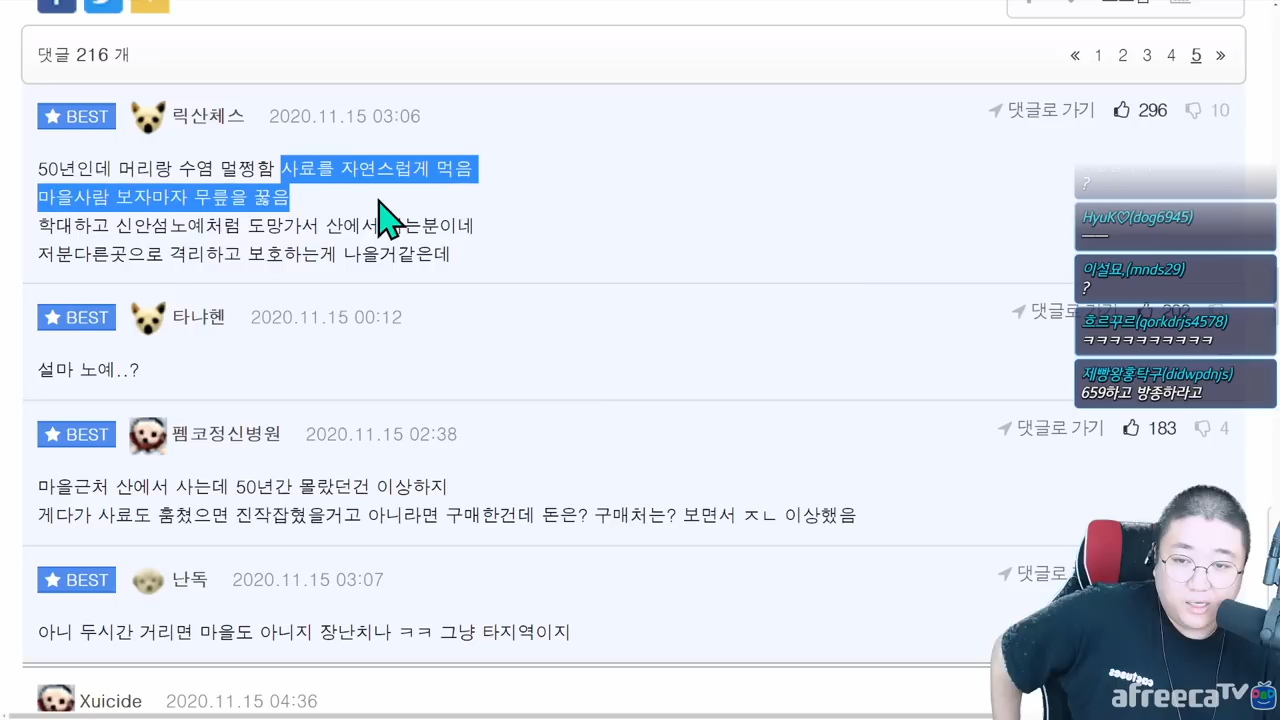 댓글 216 개
« 1 2 3 4 5 »
★ BEST 릭산체스 2020.11.15 03:06
댓글로 가기 296 10
50년인데 머리랑 수염 멀쩡함 사료를 자연스럽게 먹음
마을사람 보자마자 무릎을 꿇음
학대하고 신안섬노예처럼 도망가서 산에서 는분이네
저분다른곳으로 격리하고 보호하는게 나을거같은데
★ BEST 타냐헨 2020.11.15 00:12
댓글로
설마 노예..?
★ BEST 펨코정신병원 2020.11.15 02:38
댓글로 가기 183 4
마을근처 산에서 사는데 50년간 몰랐던건 이상하지
게다가 사료도 훔쳤으면 진작잡혔을거고 아니라면 구매한건데 돈은? 구매처는? 보면서 ㅈㄴ 이상했음
★ BEST 난독 2020.11.15 03:07
댓글로
아니 두시간 거리면 마을도 아니지 장난치나 ㅋㅋ 그냥 타지역이지
Xuicide 2020.11.15 04:36
?
HyuK♡(dog6945)
ㅡㅡ
이설묘,(mnds29)
?
흐르꾸르(qorkdrjs4578)
ㅋㅋㅋㅋㅋㅋㅋㅋㅋㅋ
제빵왕홍탁구(didwpdnjs)
659하고 방종하라고
afreecaTV